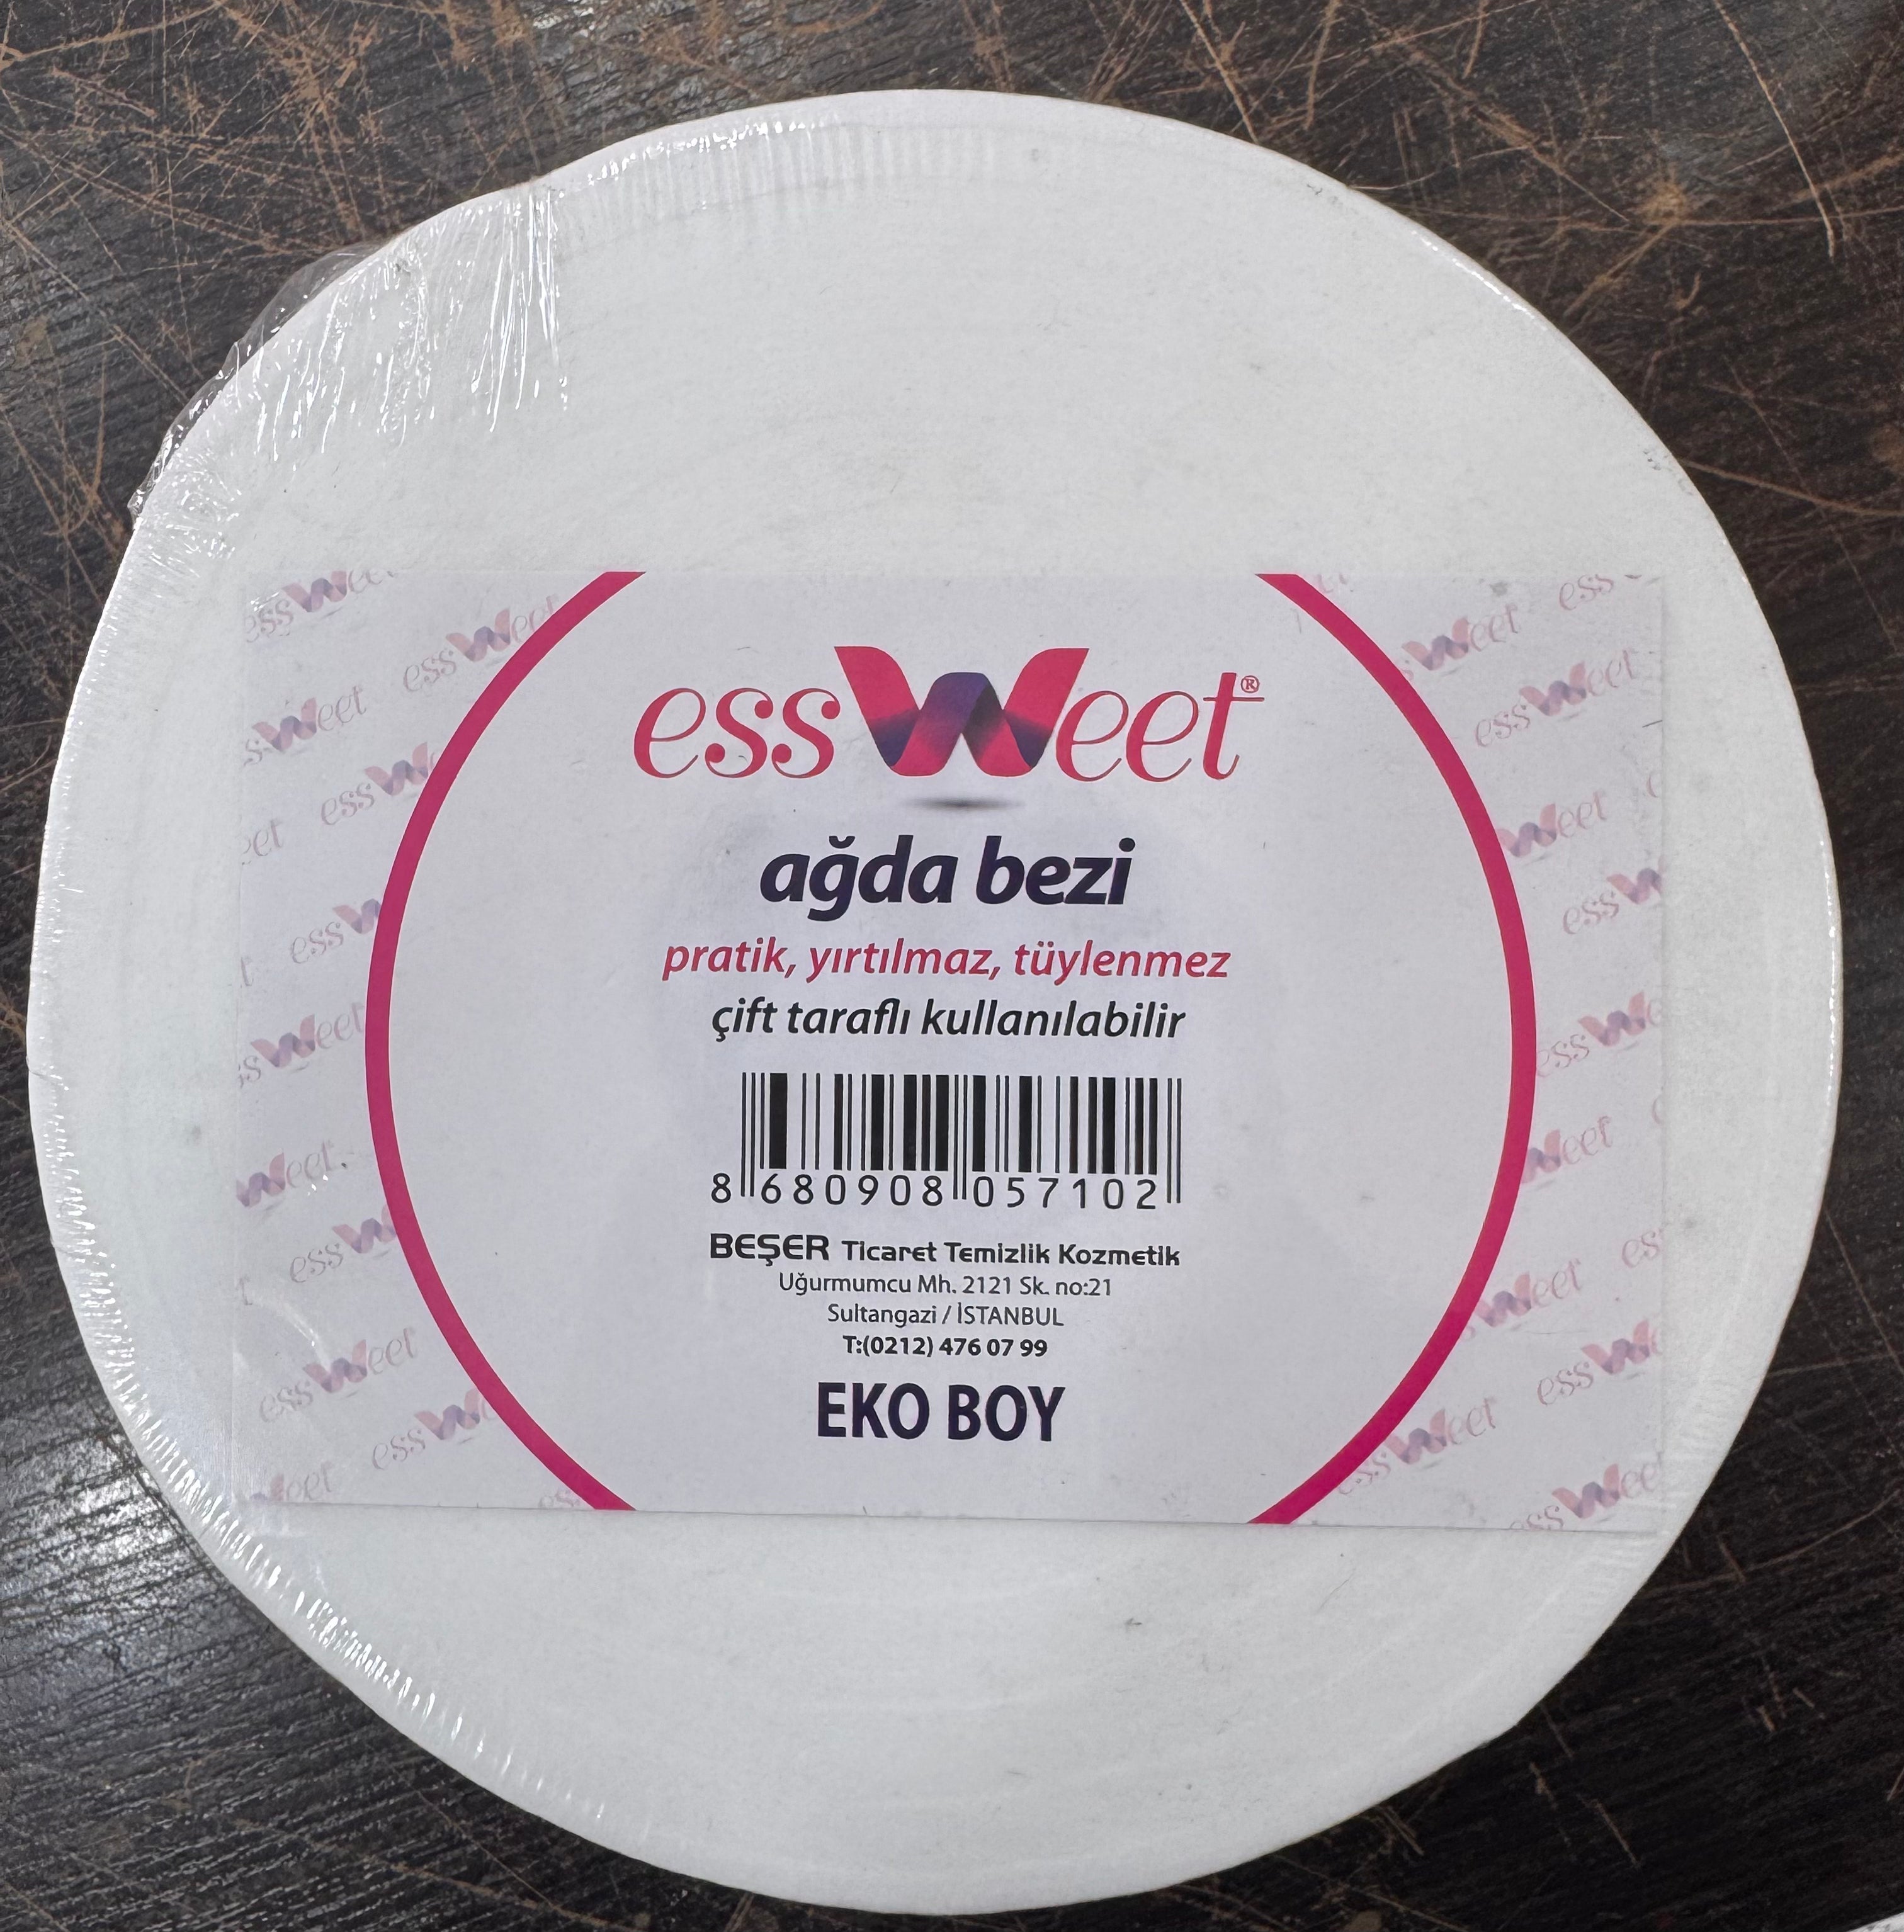 essWeet®
ağda bezi
pratik, yırtılmaz, tüylenmez
çift taraflı kullanılabilir
8 680908 057102
BEŞER Ticaret Temizlik Kozmetik
Uğurmumcu Mh. 2121 Sk. no:21
Sultangazi / İSTANBUL
T:(0212) 476 07 99
EKO BOY